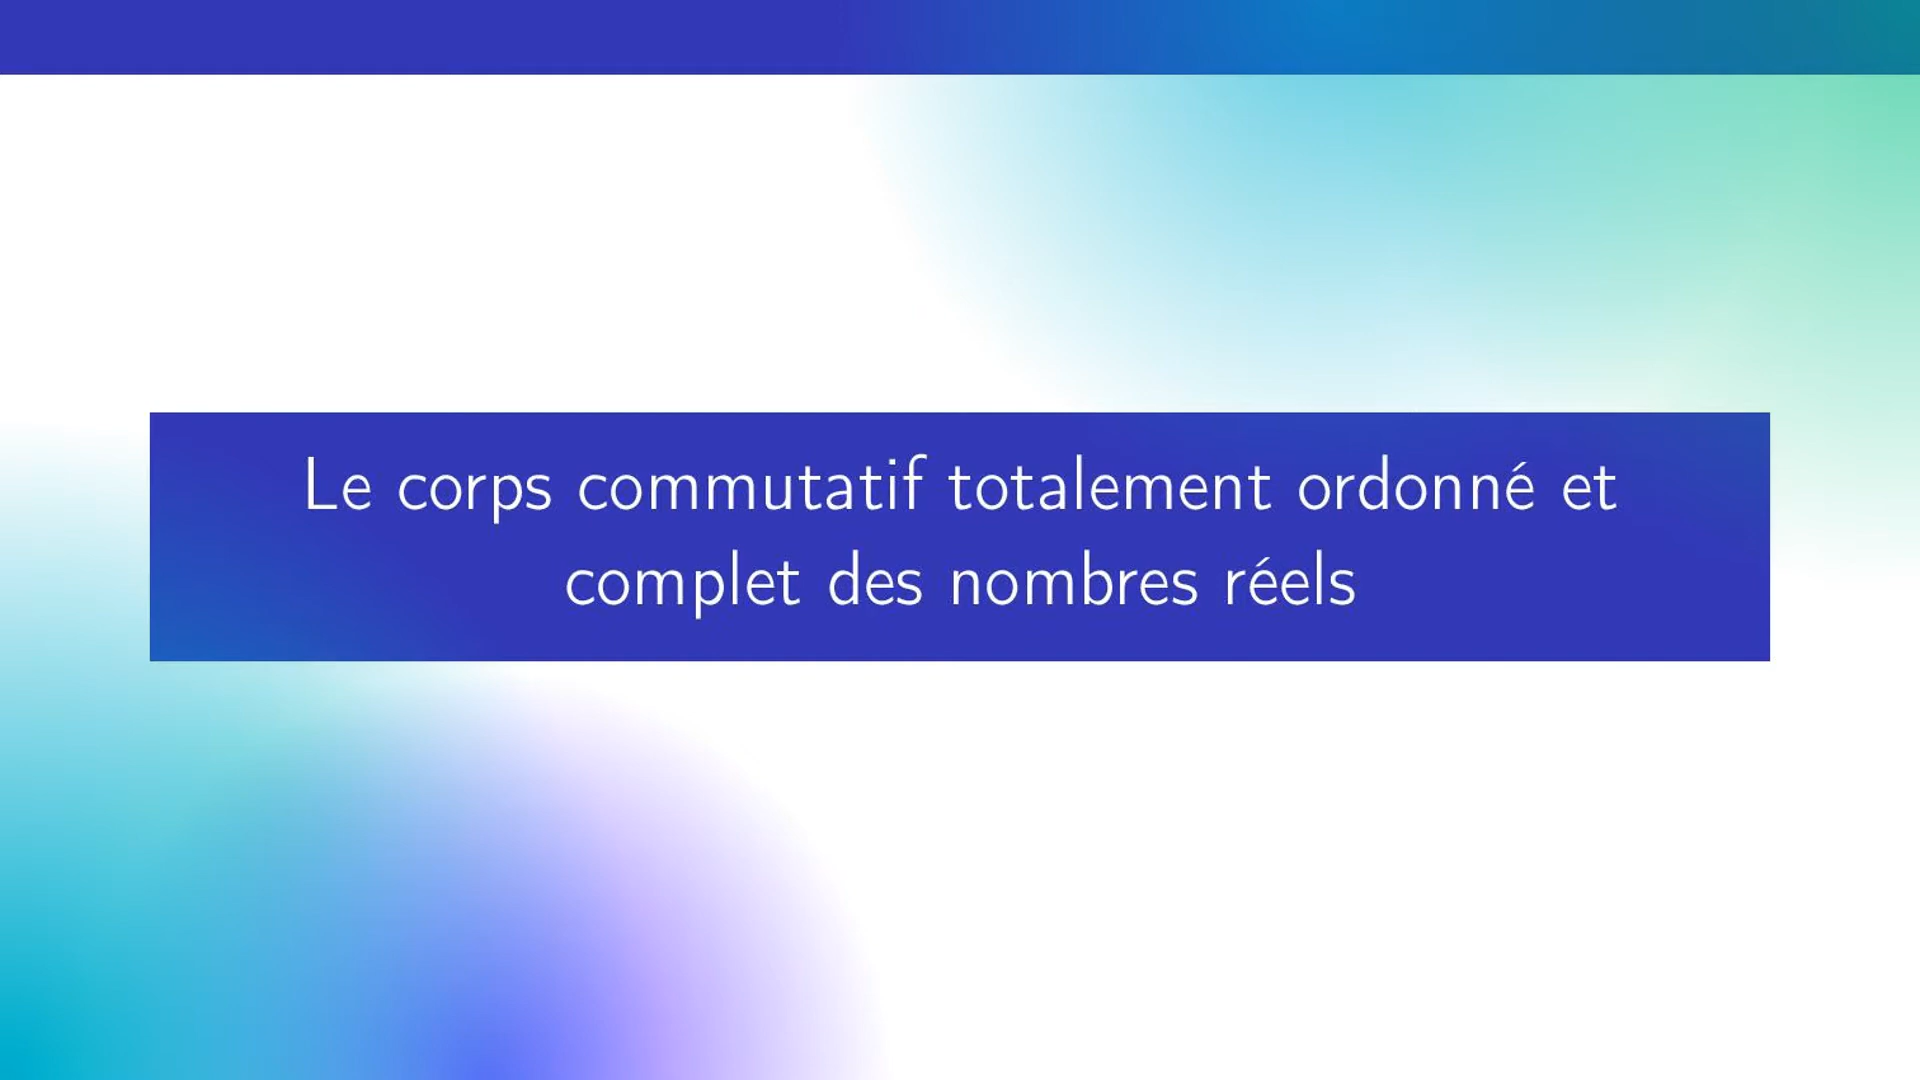 Le corps commutatif totalement ordonné et
complet des nombres réels